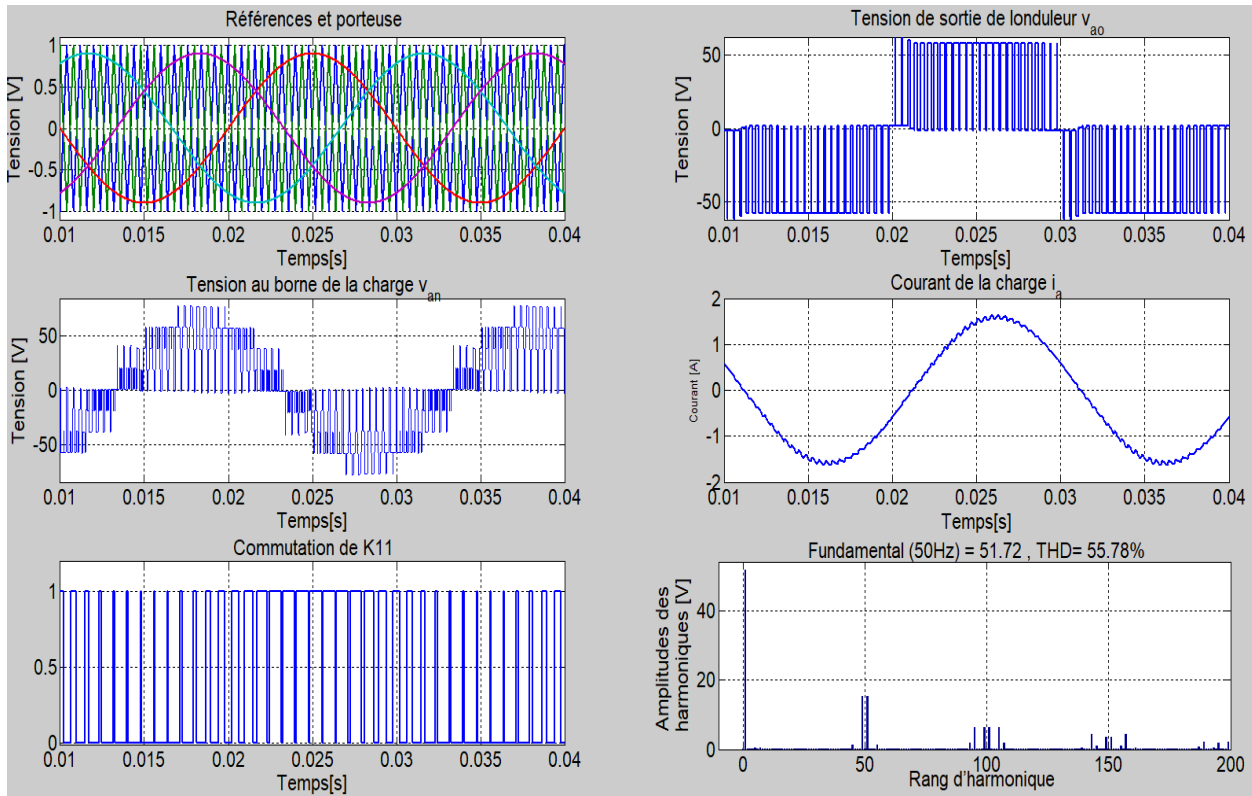 Références et porteuse
Tension [V]
1
0.5
0
-0.5
-1
0.01 0.015 0.02 0.025 0.03 0.035 0.04
Temps[s]
Tension de sortie de londuleur v_ao
Tension [V]
50
0
-50
0.01 0.015 0.02 0.025 0.03 0.035 0.04
Temps[s]
Tension au borne de la charge v_an
Tension [V]
50
0
-50
0.01 0.015 0.02 0.025 0.03 0.035 0.04
Temps[s]
Courant de la charge i_a
Courant [A]
2
1
0
-1
-2
0.01 0.015 0.02 0.025 0.03 0.035 0.04
Temps[s]
Commutation de K11
1
0.5
0
0.01 0.015 0.02 0.025 0.03 0.035 0.04
Temps[s]
Fundamental (50Hz) = 51.72 , THD= 55.78%
Amplitudes des
harmoniques [V]
40
20
0
0 50 100 150 200
Rang d'harmonique